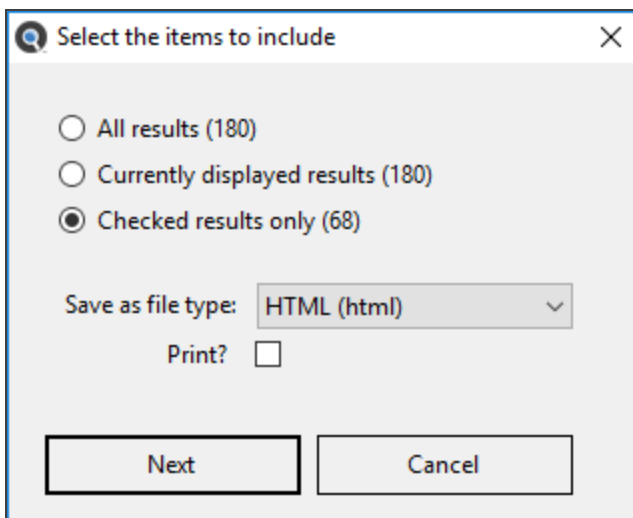 Select the items to include
All results (180)
Currently displayed results (180)
Checked results only (68)
Save as file type: HTML (html)
Print?
Next Cancel